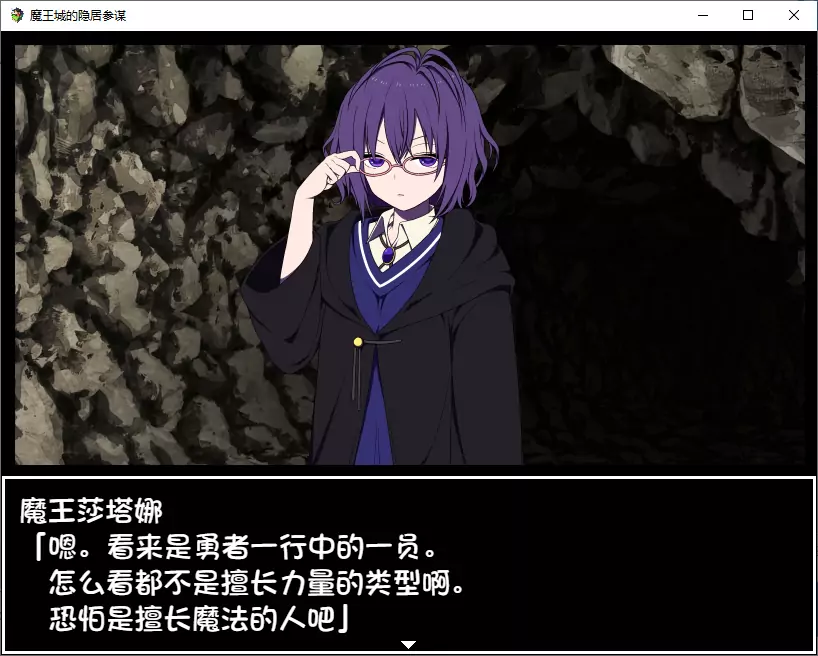 魔王城的隐居参谋
魔王莎塔娜
「嗯。看来是勇者一行中的一员。
怎么看都不是擅长力量的类型啊。
恐怕是擅长魔法的人吧」